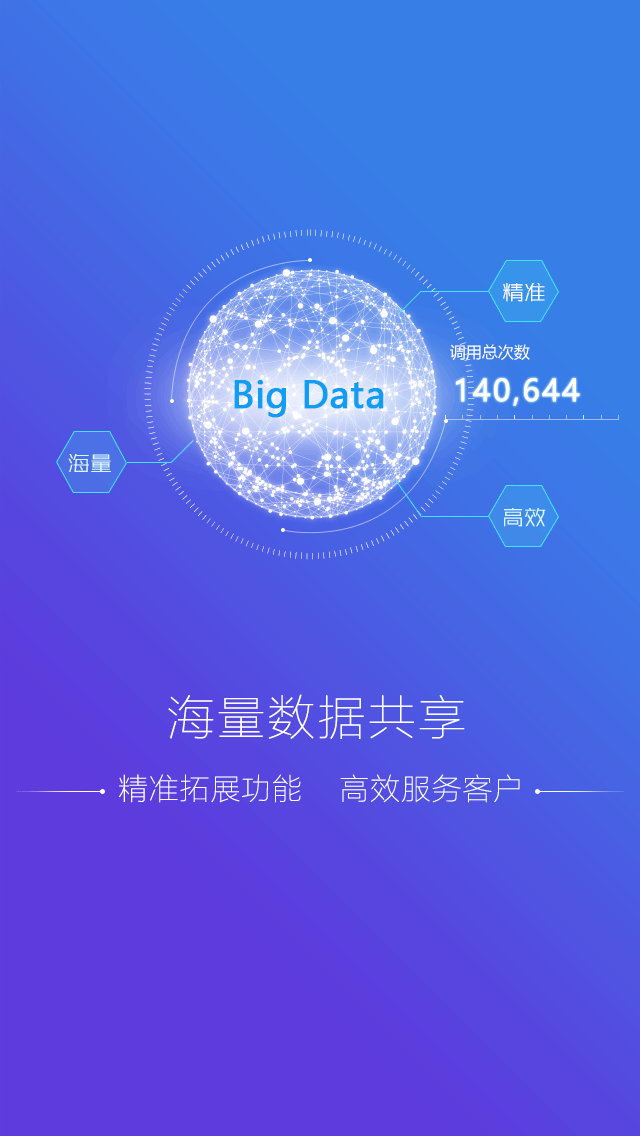 精准
调用总次数
140,644
Big Data
海量
高效
海量数据共享
精准拓展功能 高效服务客户